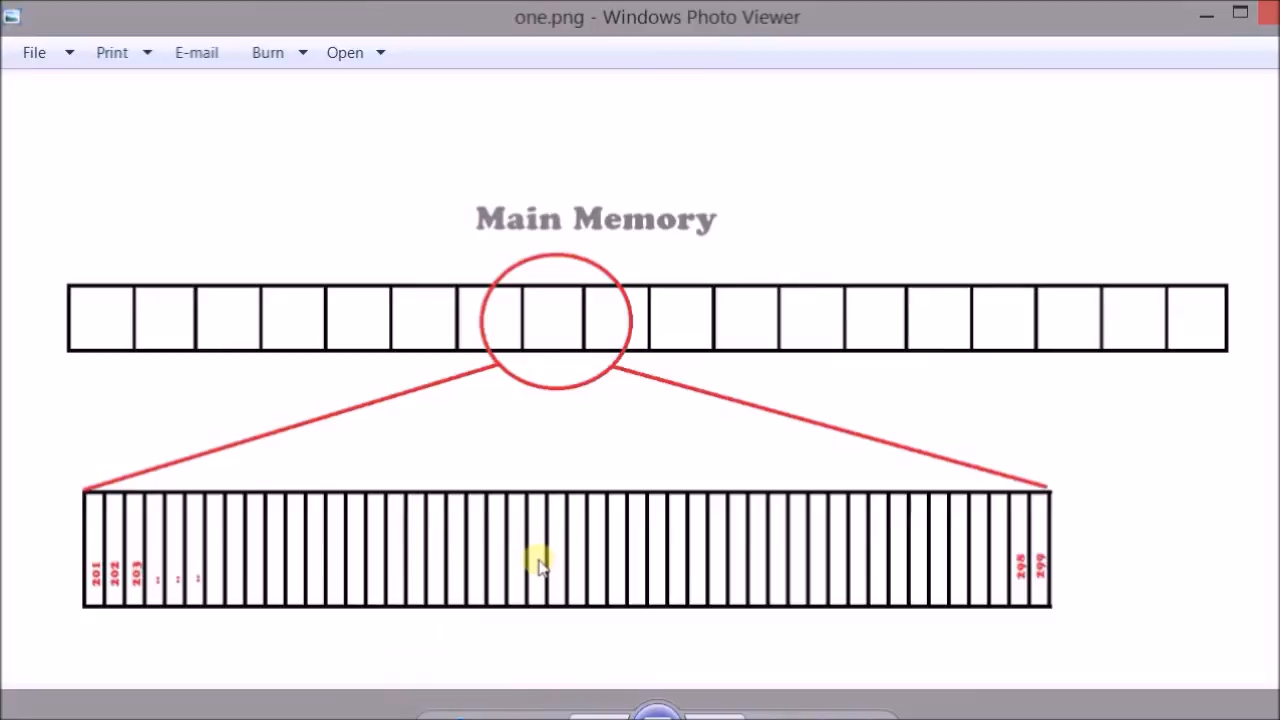 one.png - Windows Photo Viewer
File Print E-mail Burn Open
Main Memory
201 202 203 .. .. .. 298 299